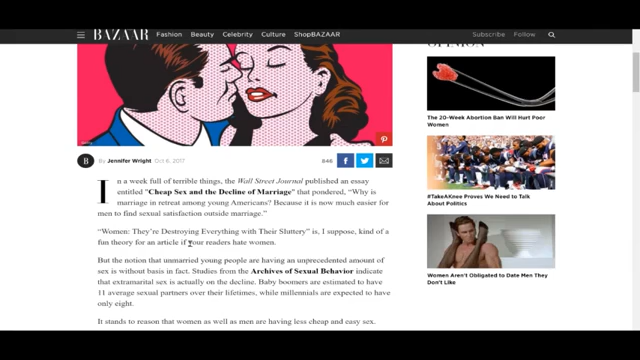 BAZAAR Fashion Beauty Celebrity Culture ShopBAZAAR Subscribe Follow
OPINION
B By Jennifer Wright Oct 6, 2017 846
In a week full of terrible things, the Wall Street Journal published an essay
entitled "Cheap Sex and the Decline of Marriage" that pondered, "Why is
marriage in retreat among young Americans? Because it is now much easier for
men to find sexual satisfaction outside marriage."
"Women: They're Destroying Everything with Their Sluttery" is, I suppose, kind of a
fun theory for an article if your readers hate women.
But the notion that unmarried young people are having an unprecedented amount of
sex is without basis in fact. Studies from the Archives of Sexual Behavior indicate
that extramarital sex is actually on the decline. Baby boomers are estimated to have
11 average sexual partners over their lifetimes, while millennials are expected to have
only eight.
It stands to reason that women as well as men are having less cheap and easy sex.
The 20-Week Abortion Ban Will Hurt Poor
Women
#TakeAKnee Proves We Need to Talk
About Politics
Women Aren't Obligated to Date Men They
Don't Like